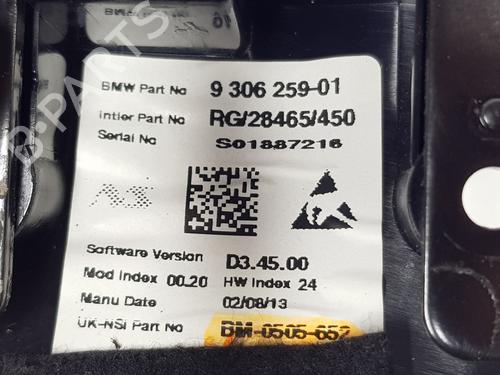 BMW Part No 9 306 259-01
Intier Part No RG/28465/450
Serial No S01887216
Software Version D3.45.00
Mod Index 00.20 HW Index 24
Manu Date 02/08/13
UK-NSI Part No BM-0505-652
B-PARTS